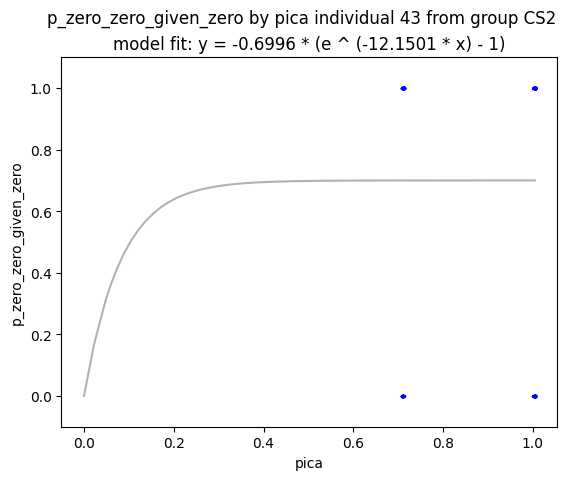 p_zero_zero_given_zero by pica individual 43 from group CS2
model fit: y = -0.6996 * (e ^ (-12.1501 * x) - 1)
1.0
0.8
0.6
0.4
0.2
0.0
p_zero_zero_given_zero
0.0 0.2 0.4 0.6 0.8 1.0
pica